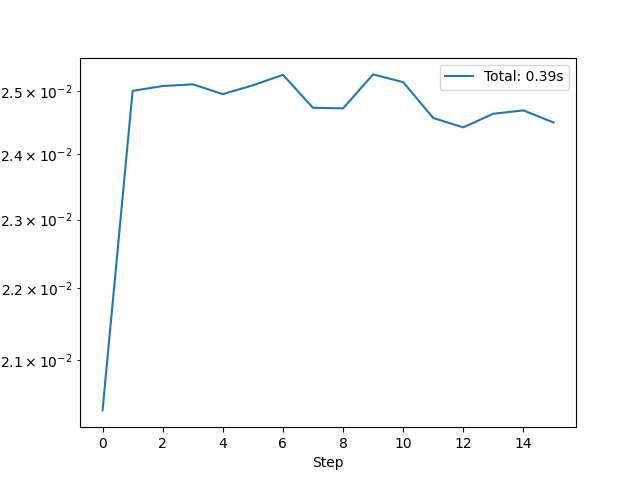 Total: 0.39s
2.5 × 10⁻²
2.4 × 10⁻²
2.3 × 10⁻²
2.2 × 10⁻²
2.1 × 10⁻²
0 2 4 6 8 10 12 14
Step